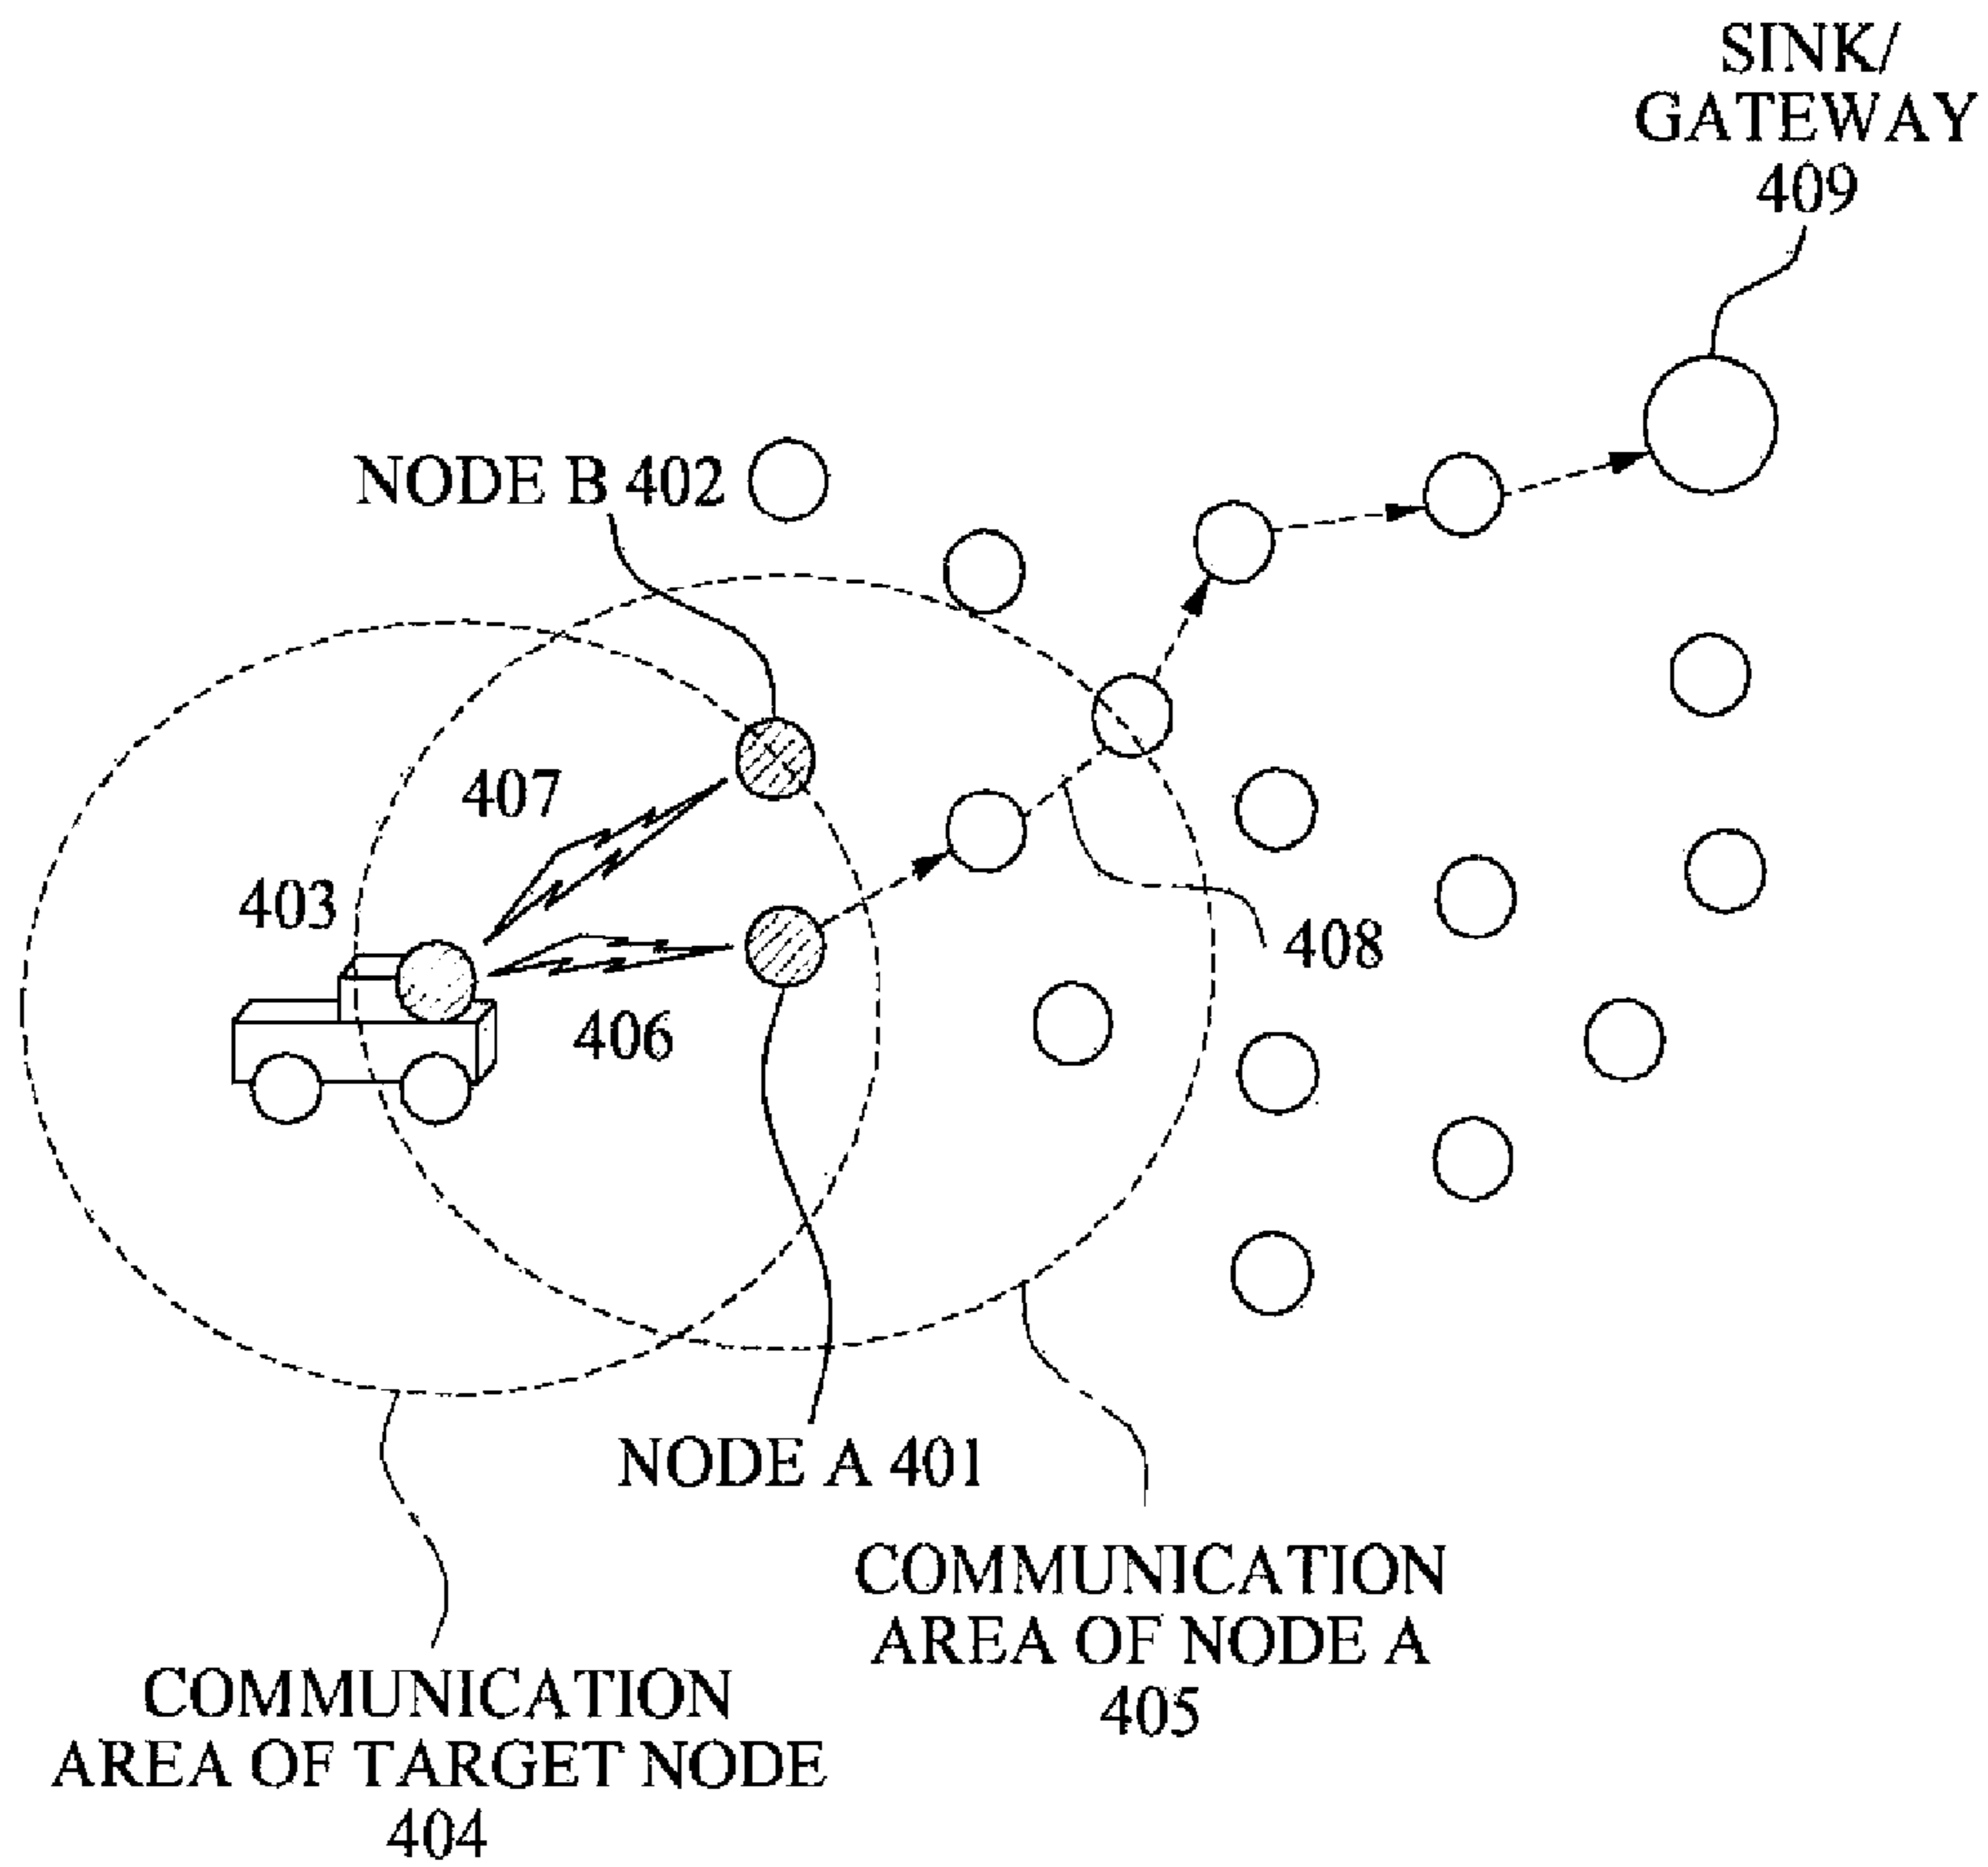 SINK/
GATEWAY
409
NODE B 402
407
403
408
406
NODE A 401
COMMUNICATION
AREA OF NODE A
405
COMMUNICATION
AREA OF TARGET NODE
404